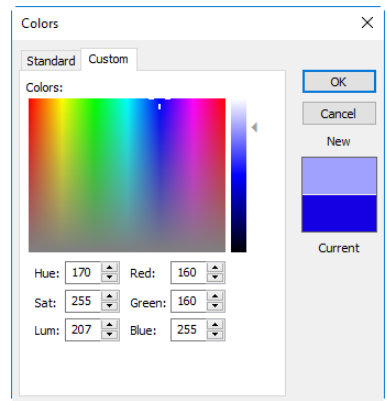 Colors
Standard Custom
Colors:
OK
Cancel
New
Current
Hue: 170 Red: 160
Sat: 255 Green: 160
Lum: 207 Blue: 255